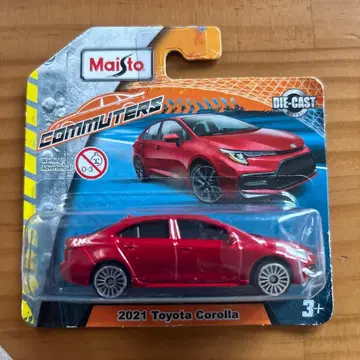 Maisto
COMMUTERS
DIE-CAST
0-3
2021 Toyota Corolla
3+